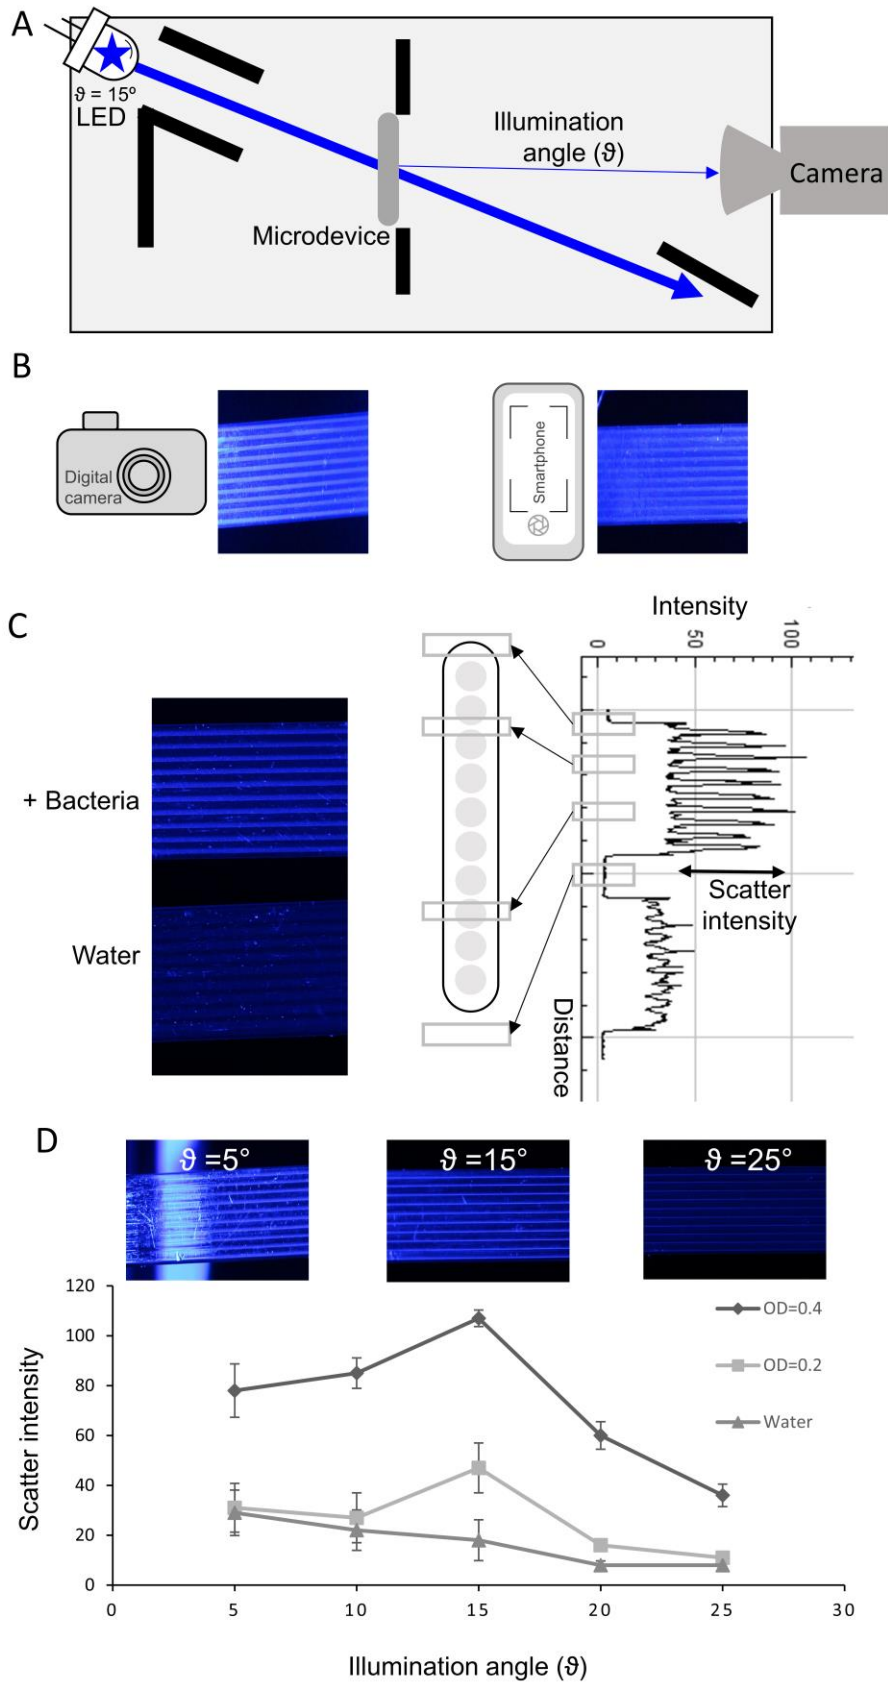 A
ϑ = 15º
LED
Illumination
angle (ϑ)
Camera
Microdevice
B
Digital
camera
Smartphone
C
Intensity
0
50
100
+ Bacteria
Water
Scatter
intensity
Distance
D
ϑ =5°
ϑ =15°
ϑ =25°
120
100
80
60
40
20
0
Scatter intensity
OD=0.4
OD=0.2
Water
0
5
10
15
20
25
30
Illumination angle (ϑ)